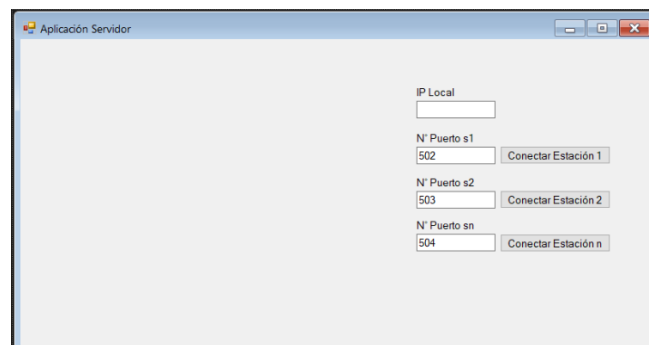 Aplicación Servidor
IP Local
N° Puerto s1
502 Conectar Estación 1
N° Puerto s2
503 Conectar Estación 2
N° Puerto sn
504 Conectar Estación n